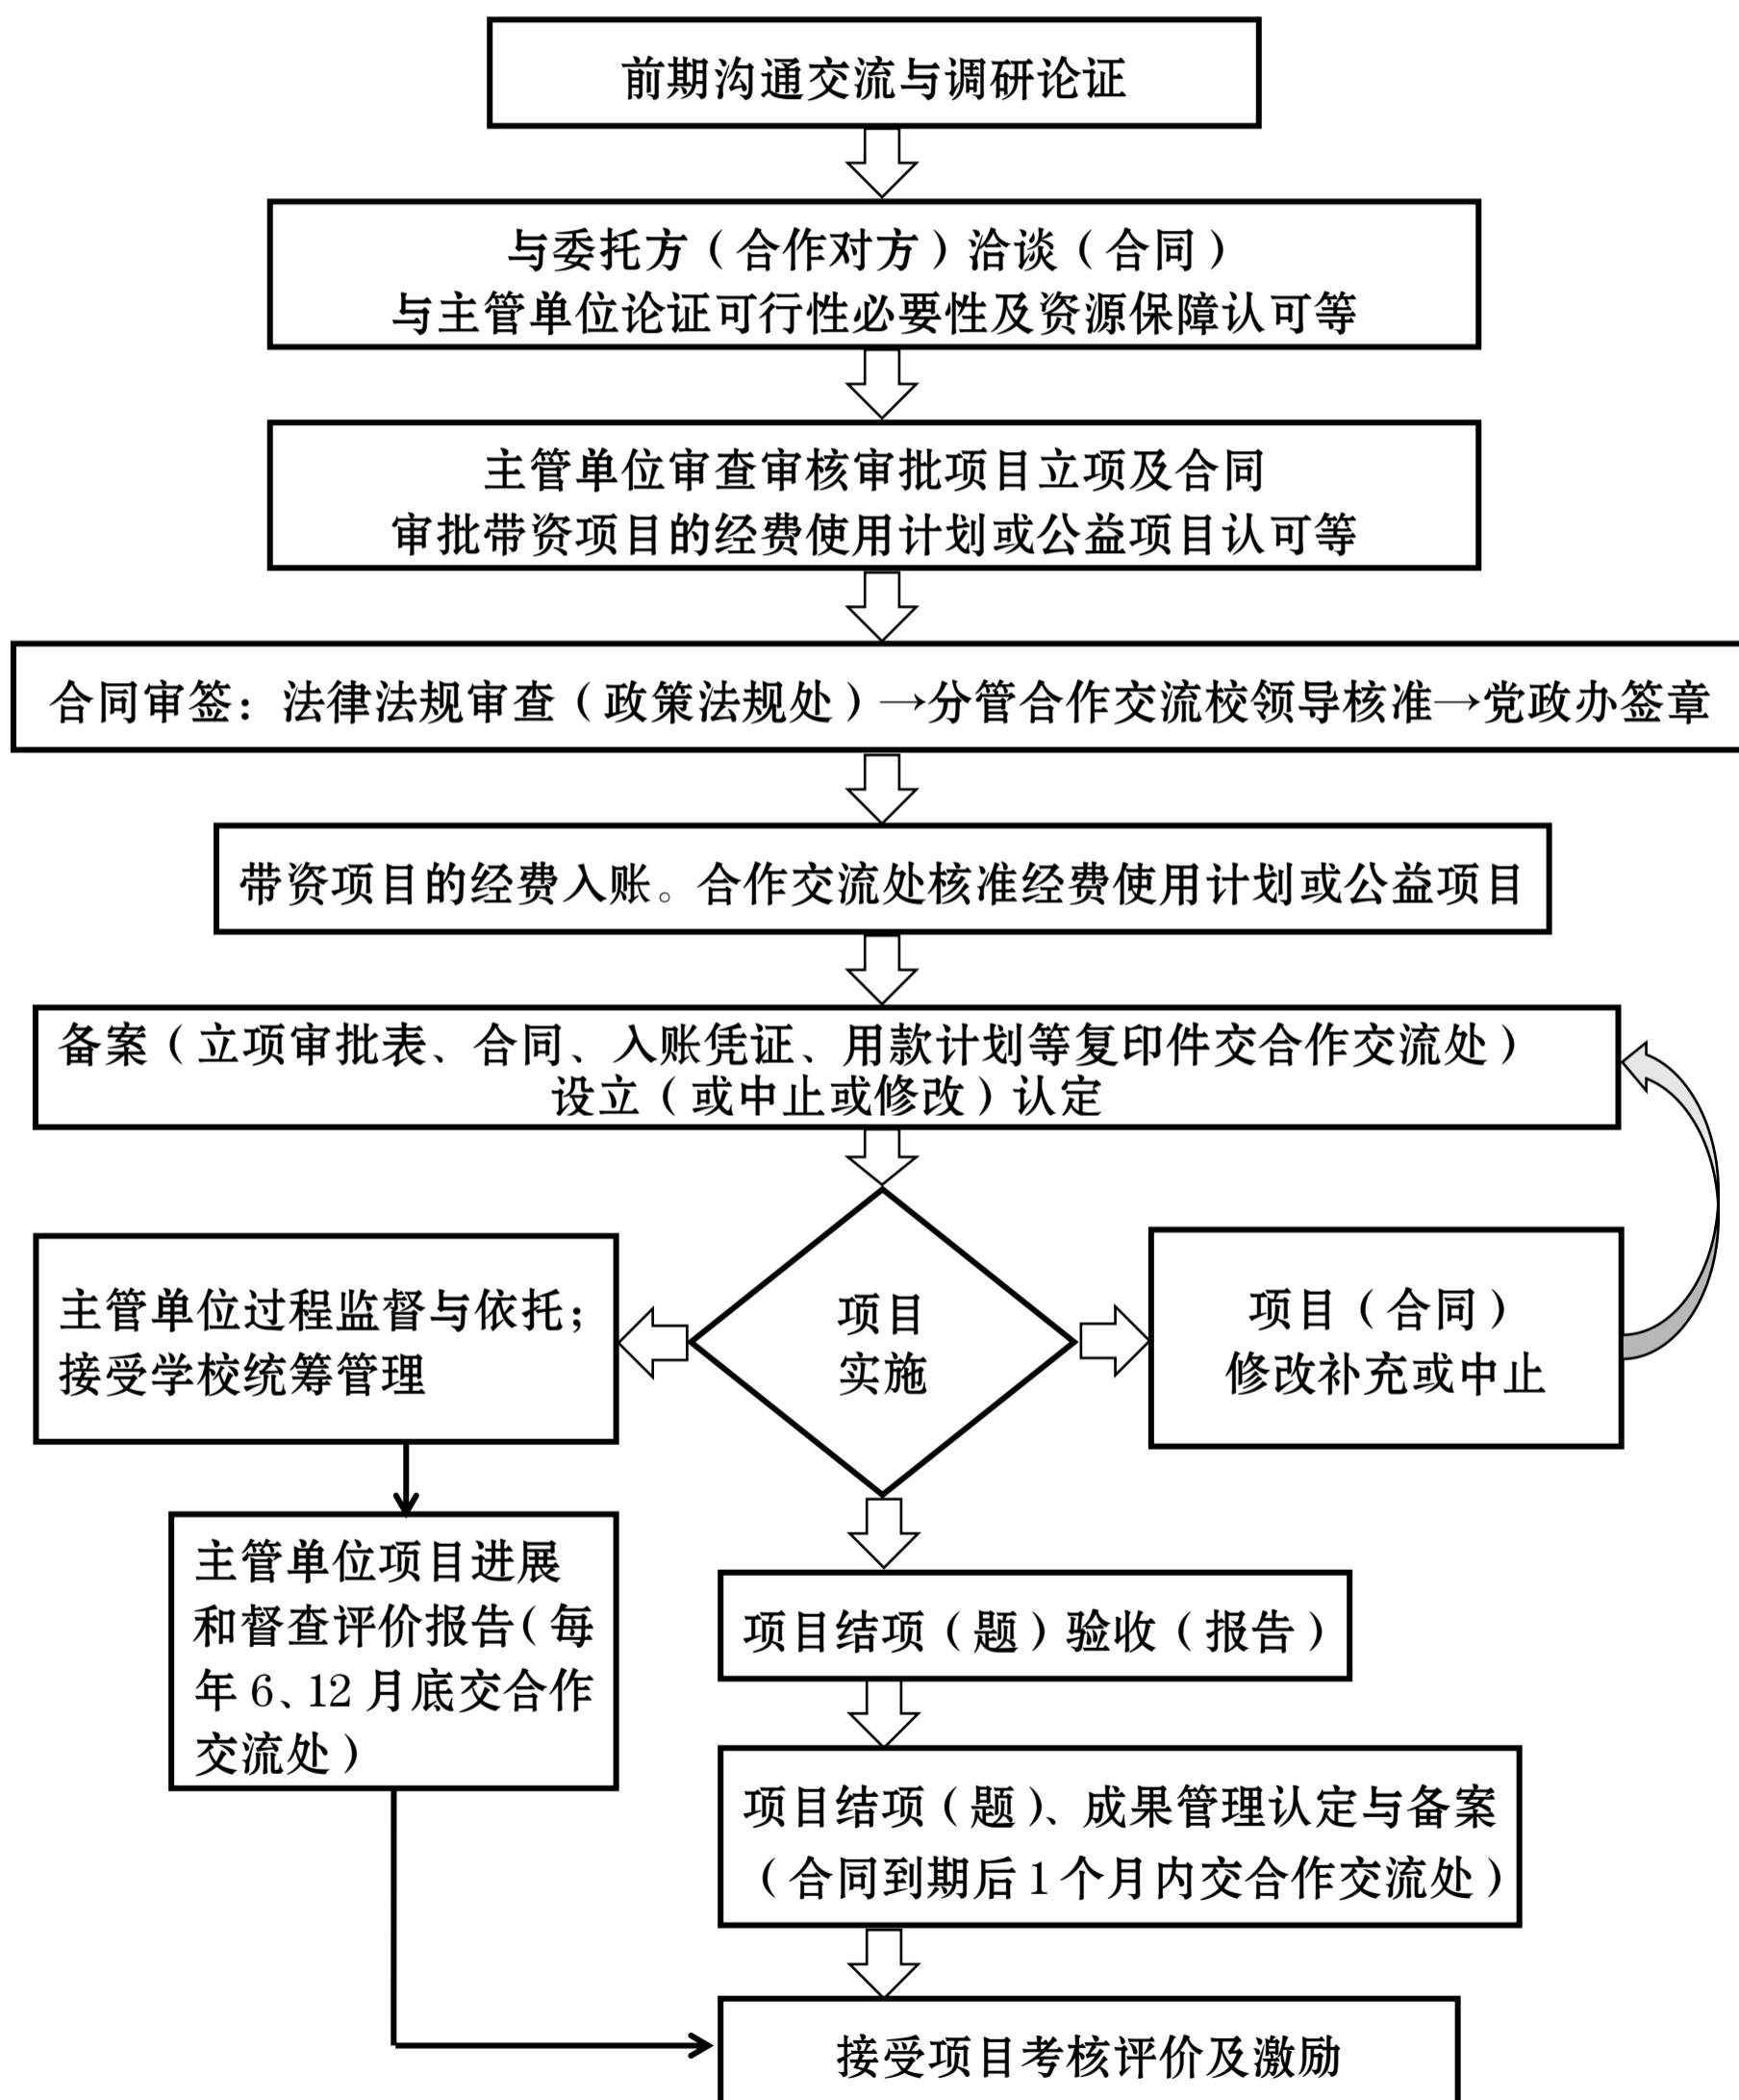 前期沟通交流与调研论证
与委托方（合作对方）洽谈（合同）
与主管单位论证可行性必要性及资源保障认可等
主管单位审查审核审批项目立项及合同
审批带资项目的经费使用计划或公益项目认可等
合同审签：法律法规审查（政策法规处）→分管合作交流校领导核准→党政办签章
带资项目的经费入账。合作交流处核准经费使用计划或公益项目
备案（立项审批表、合同、入账凭证、用款计划等复印件交合作交流处）
设立（或中止或修改）认定
主管单位过程监督与依托；
接受学校统筹管理
项目
实施
项目（合同）
修改补充或中止
主管单位项目进展
和督查评价报告（每
年 6、12 月底交合作
交流处）
项目结项（题）验收（报告）
项目结项（题）、成果管理认定与备案
（合同到期后 1 个月内交合作交流处）
接受项目考核评价及激励